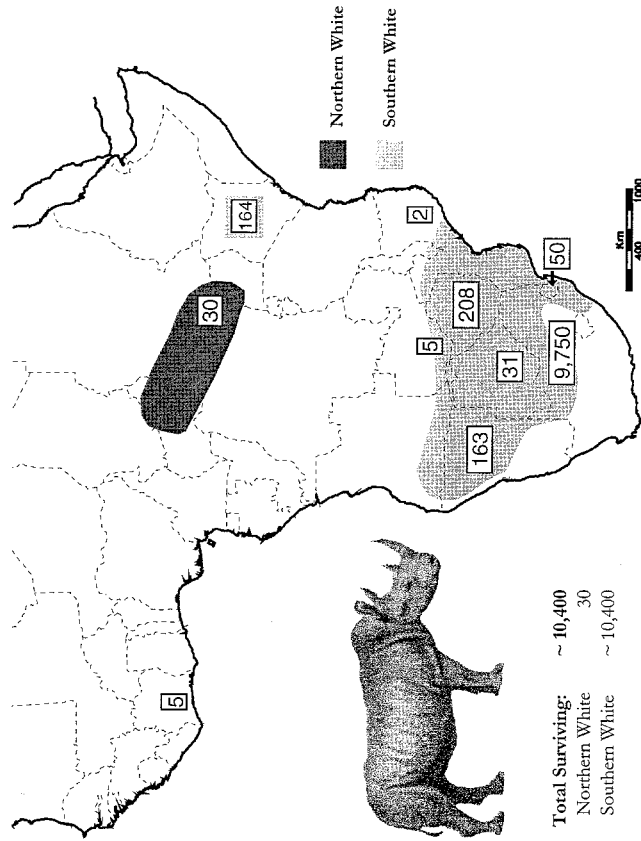 Northern White
Southern White
164
30
2
5
208
50
31
9,750
163
5
Km
400
1000
Total Surviving: ~ 10,400
Northern White 30
Southern White ~ 10,400